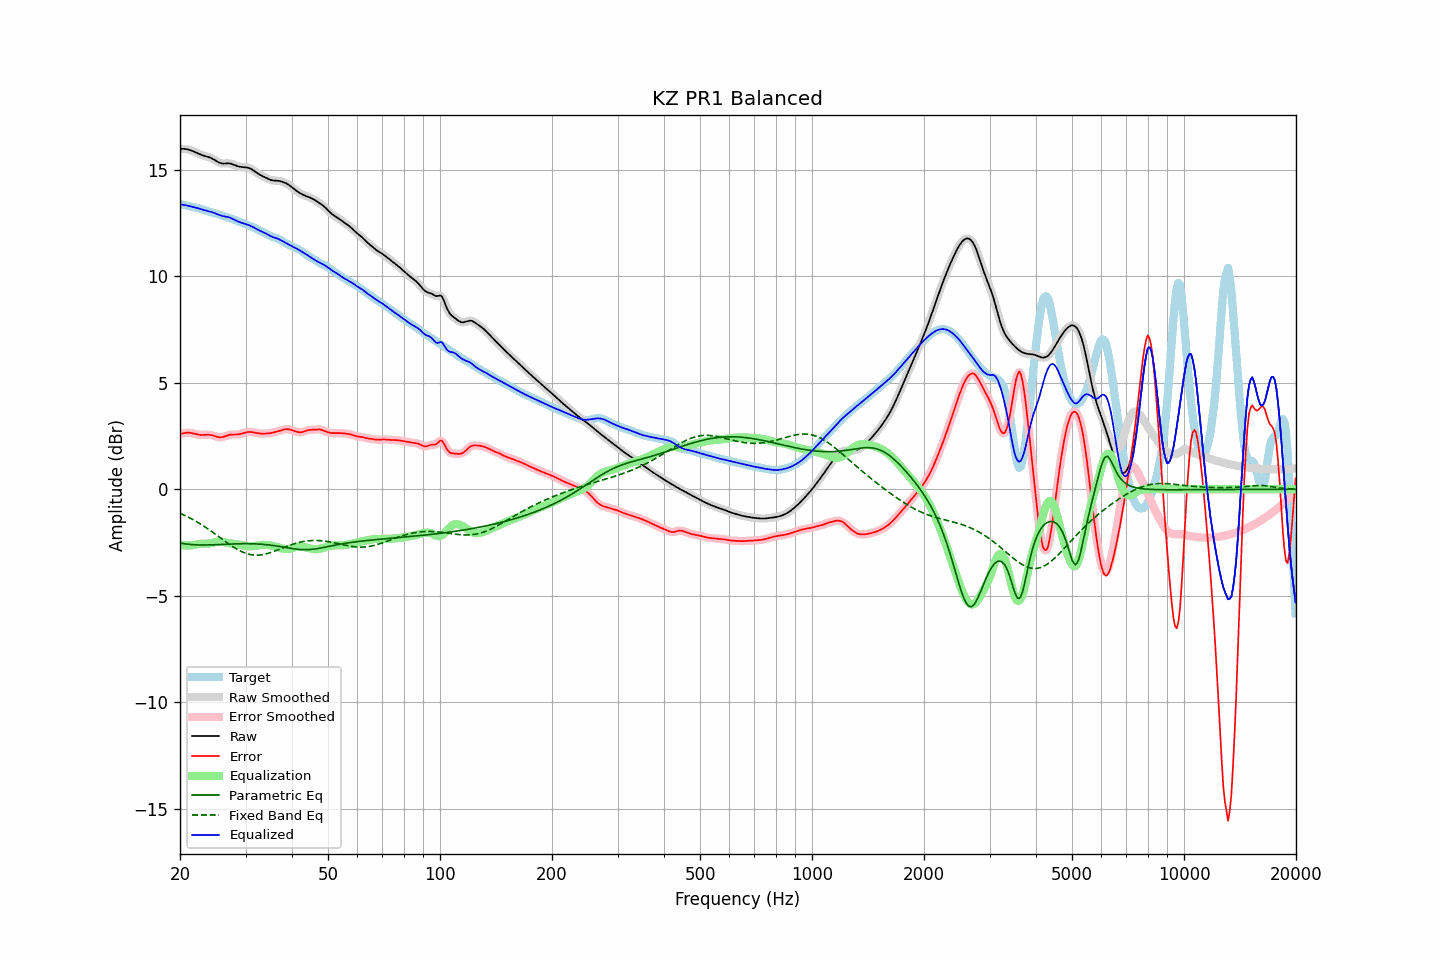 KZ PR1 Balanced
Amplitude (dBr)
15
10
5
0
−5
−10
−15
Target
Raw Smoothed
Error Smoothed
Raw
Error
Equalization
Parametric Eq
Fixed Band Eq
Equalized
20 50 100 200 500 1000 2000 5000 10000 20000
Frequency (Hz)